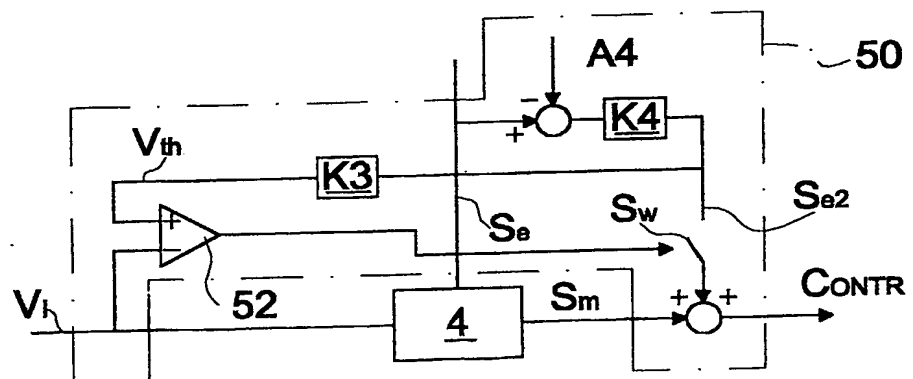 A4
50
−
+
K4
Vth
K3
Se2
+
Sw
Se
−
52
+ +
CONTR
Vi
4
Sm